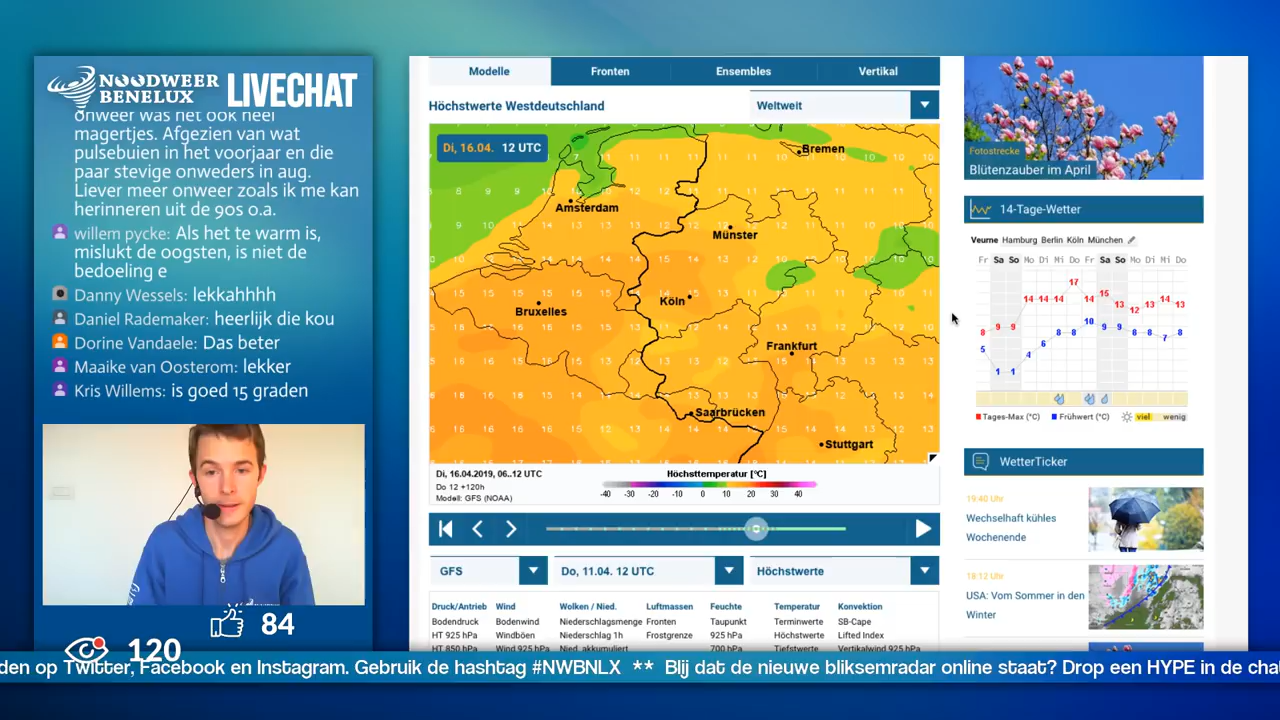 NOODWEER
BENELUX
LIVECHAT
onweer was het ook heel
magertjes. Afgezien van wat
pulsebuien in het voorjaar en die
paar stevige onweders in aug.
Liever meer onweer zoals ik me kan
herinneren uit de 90s o.a.
willem pycke: Als het te warm is,
mislukt de oogsten, is niet de
bedoeling e
Danny Wessels: lekkahhhh
Daniel Rademaker: heerlijk die kou
Dorine Vandaele: Das beter
Maaike van Oosterom: lekker
Kris Willems: is goed 15 graden
84
120
Modelle Fronten Ensembles Vertikal
Höchstwerte Westdeutschland
Weltweit
Di, 16.04. 12 UTC
Bremen
Amsterdam
Münster
Köln
Bruxelles
Frankfurt
Saarbrücken
Stuttgart
Di, 16.04.2019, 06..12 UTC
Do 12 +120h
Modell: GFS (NOAA)
Höchsttemperatur [°C]
-40 -30 -20 -10 0 10 20 30 40
GFS
Do, 11.04. 12 UTC
Höchstwerte
Druck/Antrieb Wind Wolken / Nied. Luftmassen Feuchte Temperatur Konvektion
Bodendruck Bodenwind Niederschlagsmenge Fronten Taupunkt Terminwerte SB-Cape
HT 925 hPa Windböen Niederschlag 1h Frostgrenze 925 hPa Höchstwerte Lifted Index
HT 850 hPa Wind 925 hPa Nied. akkumuliert 700 hPa Tiefstwerte Vertikalwind 925 hPa
Fotostrecke
Blütenzauber im April
14-Tage-Wetter
Veurne Hamburg Berlin Köln München
Fr Sa So Mo Di Mi Do Fr Sa So Mo Di Mi Do
8 9 9 14 14 14 17 14 15 13 12 13 14 13
5 1 1 4 6 8 8 10 9 9 8 8 7 8
Tages-Max (°C) Frühwert (°C) viel wenig
WetterTicker
19:40 Uhr
Wechselhaft kühles
Wochenende
18:12 Uhr
USA: Vom Sommer in den
Winter
den op Twitter, Facebook en Instagram. Gebruik de hashtag #NWBNLX ** Blij dat de nieuwe bliksemradar online staat? Drop een HYPE in de cha